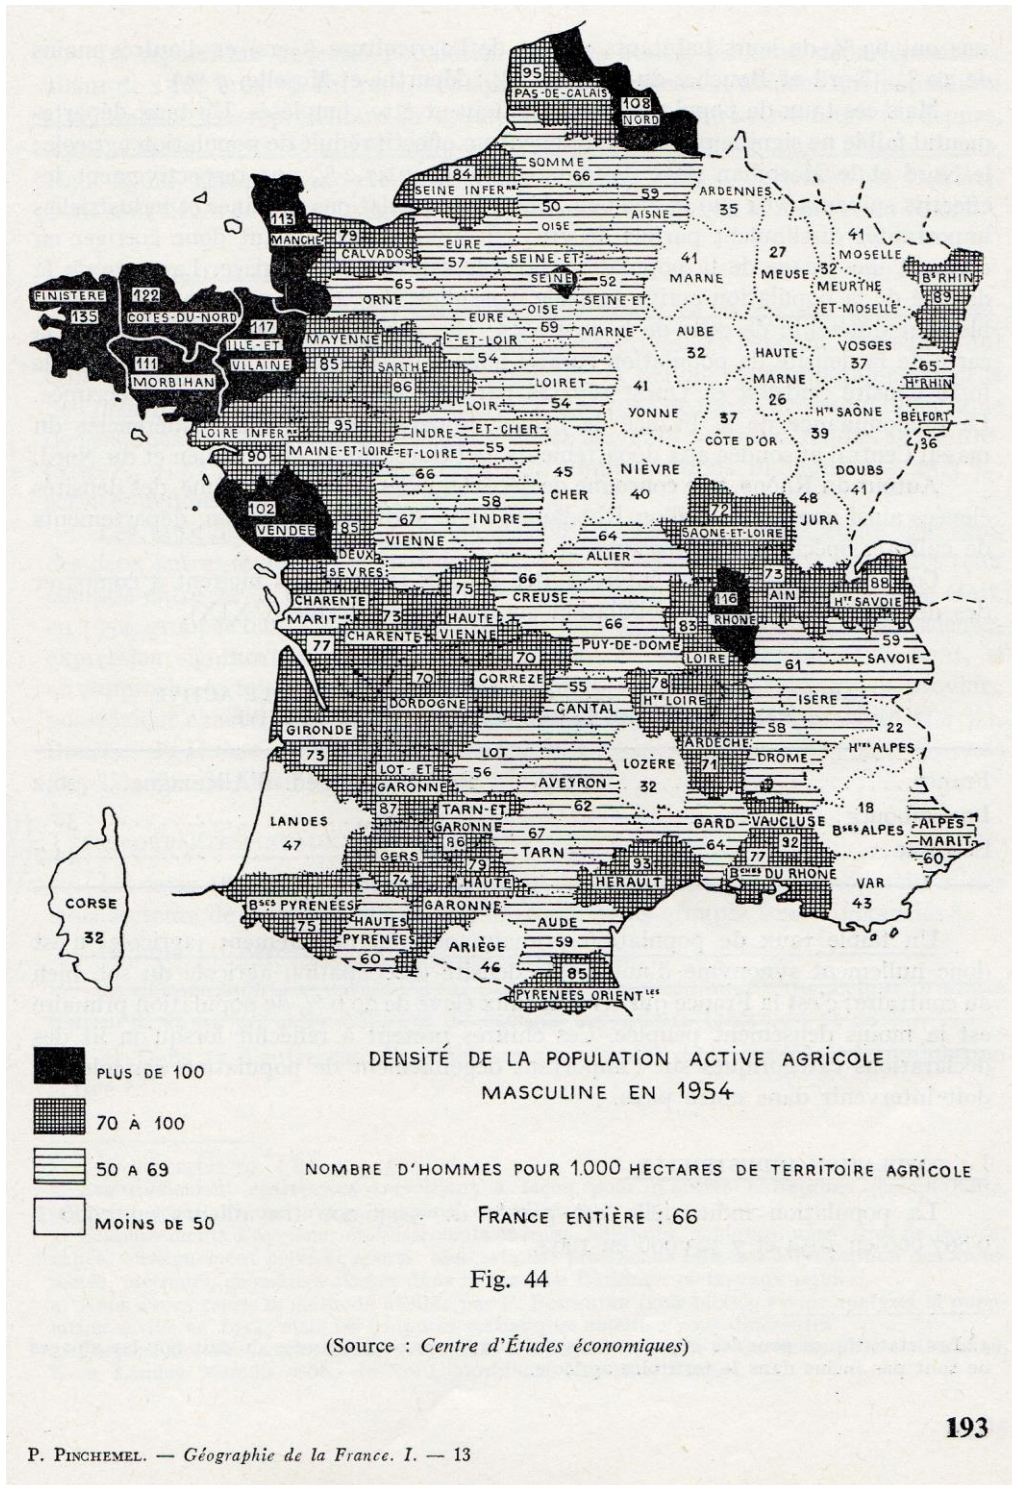 95
PAS-DE-CALAIS
108
NORD
SOMME
66
84
SEINE INFERRE
50
OISE
59
AISNE
ARDENNES
35
113
MANCHE
79
CALVADOS
EURE
57
SEINE-ET-
OISE
SEINE
52
SEINE-ET-
MARNE
41
MARNE
27
MEUSE
32
MEURTHE
ET-MOSELLE
41
MOSELLE
BS RHIN
89
FINISTERE
135
122
COTES-DU-NORD
117
ILLE-ET-
VILAINE
111
MORBIHAN
65
ORNE
EURE
-ET-LOIR
54
69
MAYENNE
85
SARTHE
86
AUBE
32
HAUTE-
MARNE
26
VOSGES
37
65
HT RHIN
BELFORT
36
LOIRE INFERRE
90
95
MAINE-ET-LOIRE
LOIR-
-ET-CHER-
55
LOIRET
54
41
YONNE
37
COTE D'OR
HTE SAÔNE
39
INDRE
-ET-LOIRE
66
45
CHER
NIÈVRE
40
DOUBS
41
48
JURA
102
VENDEE
85
DEUX
SEVRES
67
VIENNE
58
INDRE
64
ALLIER
72
SAONE-ET-LOIRE
73
AIN
88
HTE SAVOIE
CHARENTE
MARITME
77
73
CHARENTE
75
HAUTE
VIENNE
66
CREUSE
66
PUY-DE-DÔME
83
LOIRE
116
RHONE
59
SAVOIE
61
ISÈRE
70
DORDOGNE
70
CORREZE
55
CANTAL
78
HTE LOIRE
GIRONDE
73
LOT
56
LOT-ET
GARONNE
87
AVEYRON
62
LOZÈRE
32
ARDECHE
71
58
DROME
22
HTES ALPES
LANDES
47
TARN-ET
GARONNE
86
67
TARN
GARD
64
VAUCLUSE
92
18
BSES ALPES
ALPES
MARIT.
60
77
BCHES DU RHONE
VAR
43
GERS
74
79
HAUTE
GARONNE
93
HERAULT
BSES PYRENEES
75
HAUTES
PYRENÉES
60
ARIÈGE
46
AUDE
59
85
PYRENEES ORIENTLES
CORSE
32
DENSITÉ DE LA POPULATION ACTIVE AGRICOLE
MASCULINE EN 1954
PLUS DE 100
70 À 100
50 A 69
MOINS DE 50
NOMBRE D'HOMMES POUR 1.000 HECTARES DE TERRITOIRE AGRICOLE
FRANCE ENTIÈRE : 66
Fig. 44
(Source : Centre d'Études économiques)
193
P. PINCHEMEL. — Géographie de la France. I. — 13